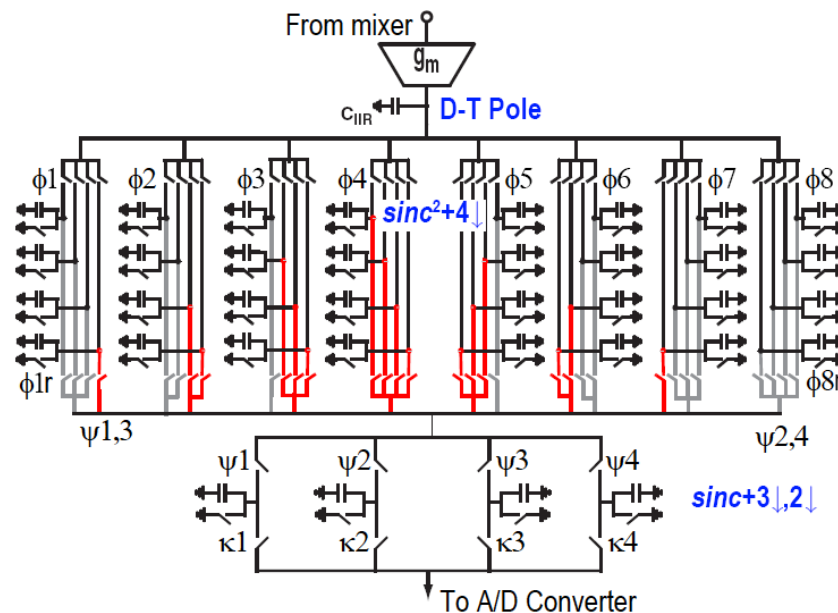 From mixer
gm
CIIR
D-T Pole
ϕ1 ϕ2 ϕ3 ϕ4 ϕ5 ϕ6 ϕ7 ϕ8
sinc²+4↓
ϕ1r ϕ8r
ψ1,3 ψ2,4
ψ1 ψ2 ψ3 ψ4
sinc+3↓,2↓
κ1 κ2 κ3 κ4
To A/D Converter